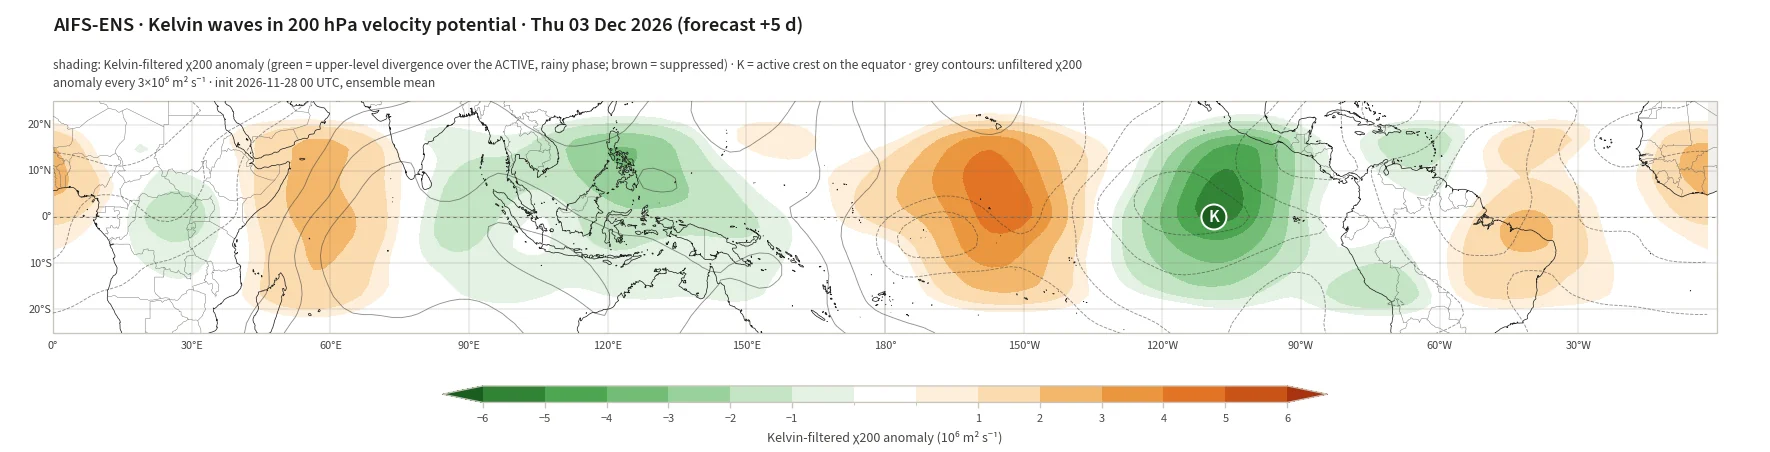 AIFS-ENS · Kelvin waves in 200 hPa velocity potential · Thu 03 Dec 2026 (forecast +5 d)
shading: Kelvin-filtered χ200 anomaly (green = upper-level divergence over the ACTIVE, rainy phase; brown = suppressed) · K = active crest on the equator · grey contours: unfiltered χ200
anomaly every 3×10⁶ m² s⁻¹ · init 2026-11-28 00 UTC, ensemble mean
20°N
10°N
0°
10°S
20°S
K
0° 30°E 60°E 90°E 120°E 150°E 180° 150°W 120°W 90°W 60°W 30°W
−6 −5 −4 −3 −2 −1 1 2 3 4 5 6
Kelvin-filtered χ200 anomaly (10⁶ m² s⁻¹)